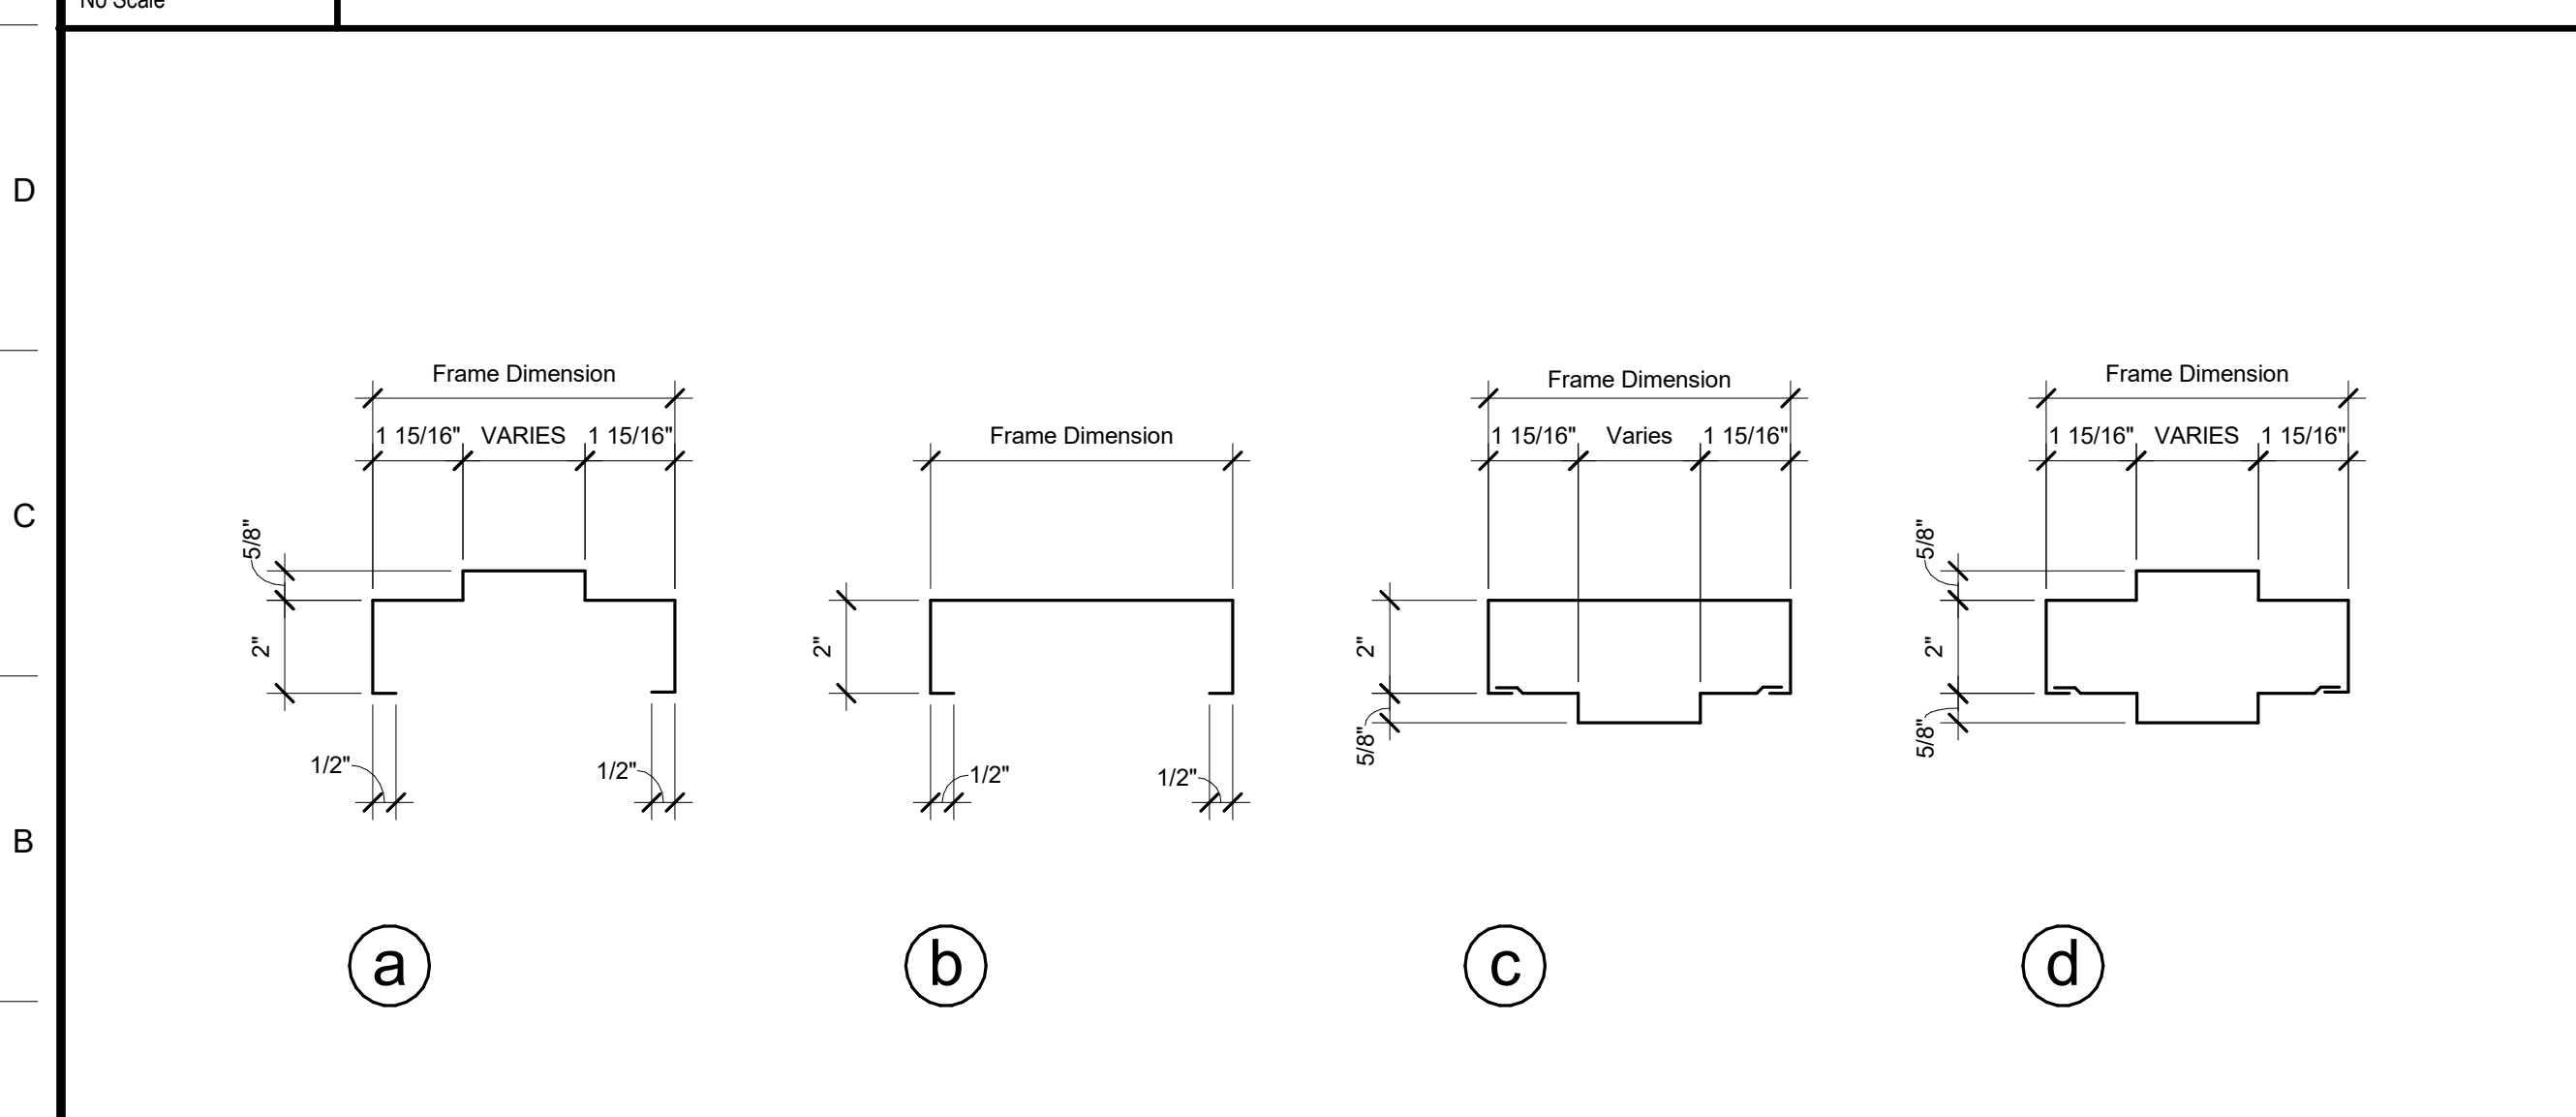 No Scale
D
C
B
Frame Dimension
1 15/16" VARIES 1 15/16"
5/8"
2"
1/2" 1/2"
a
Frame Dimension
2"
1/2" 1/2"
b
Frame Dimension
1 15/16" Varies 1 15/16"
2"
5/8"
c
Frame Dimension
1 15/16" VARIES 1 15/16"
5/8"
2"
5/8"
d